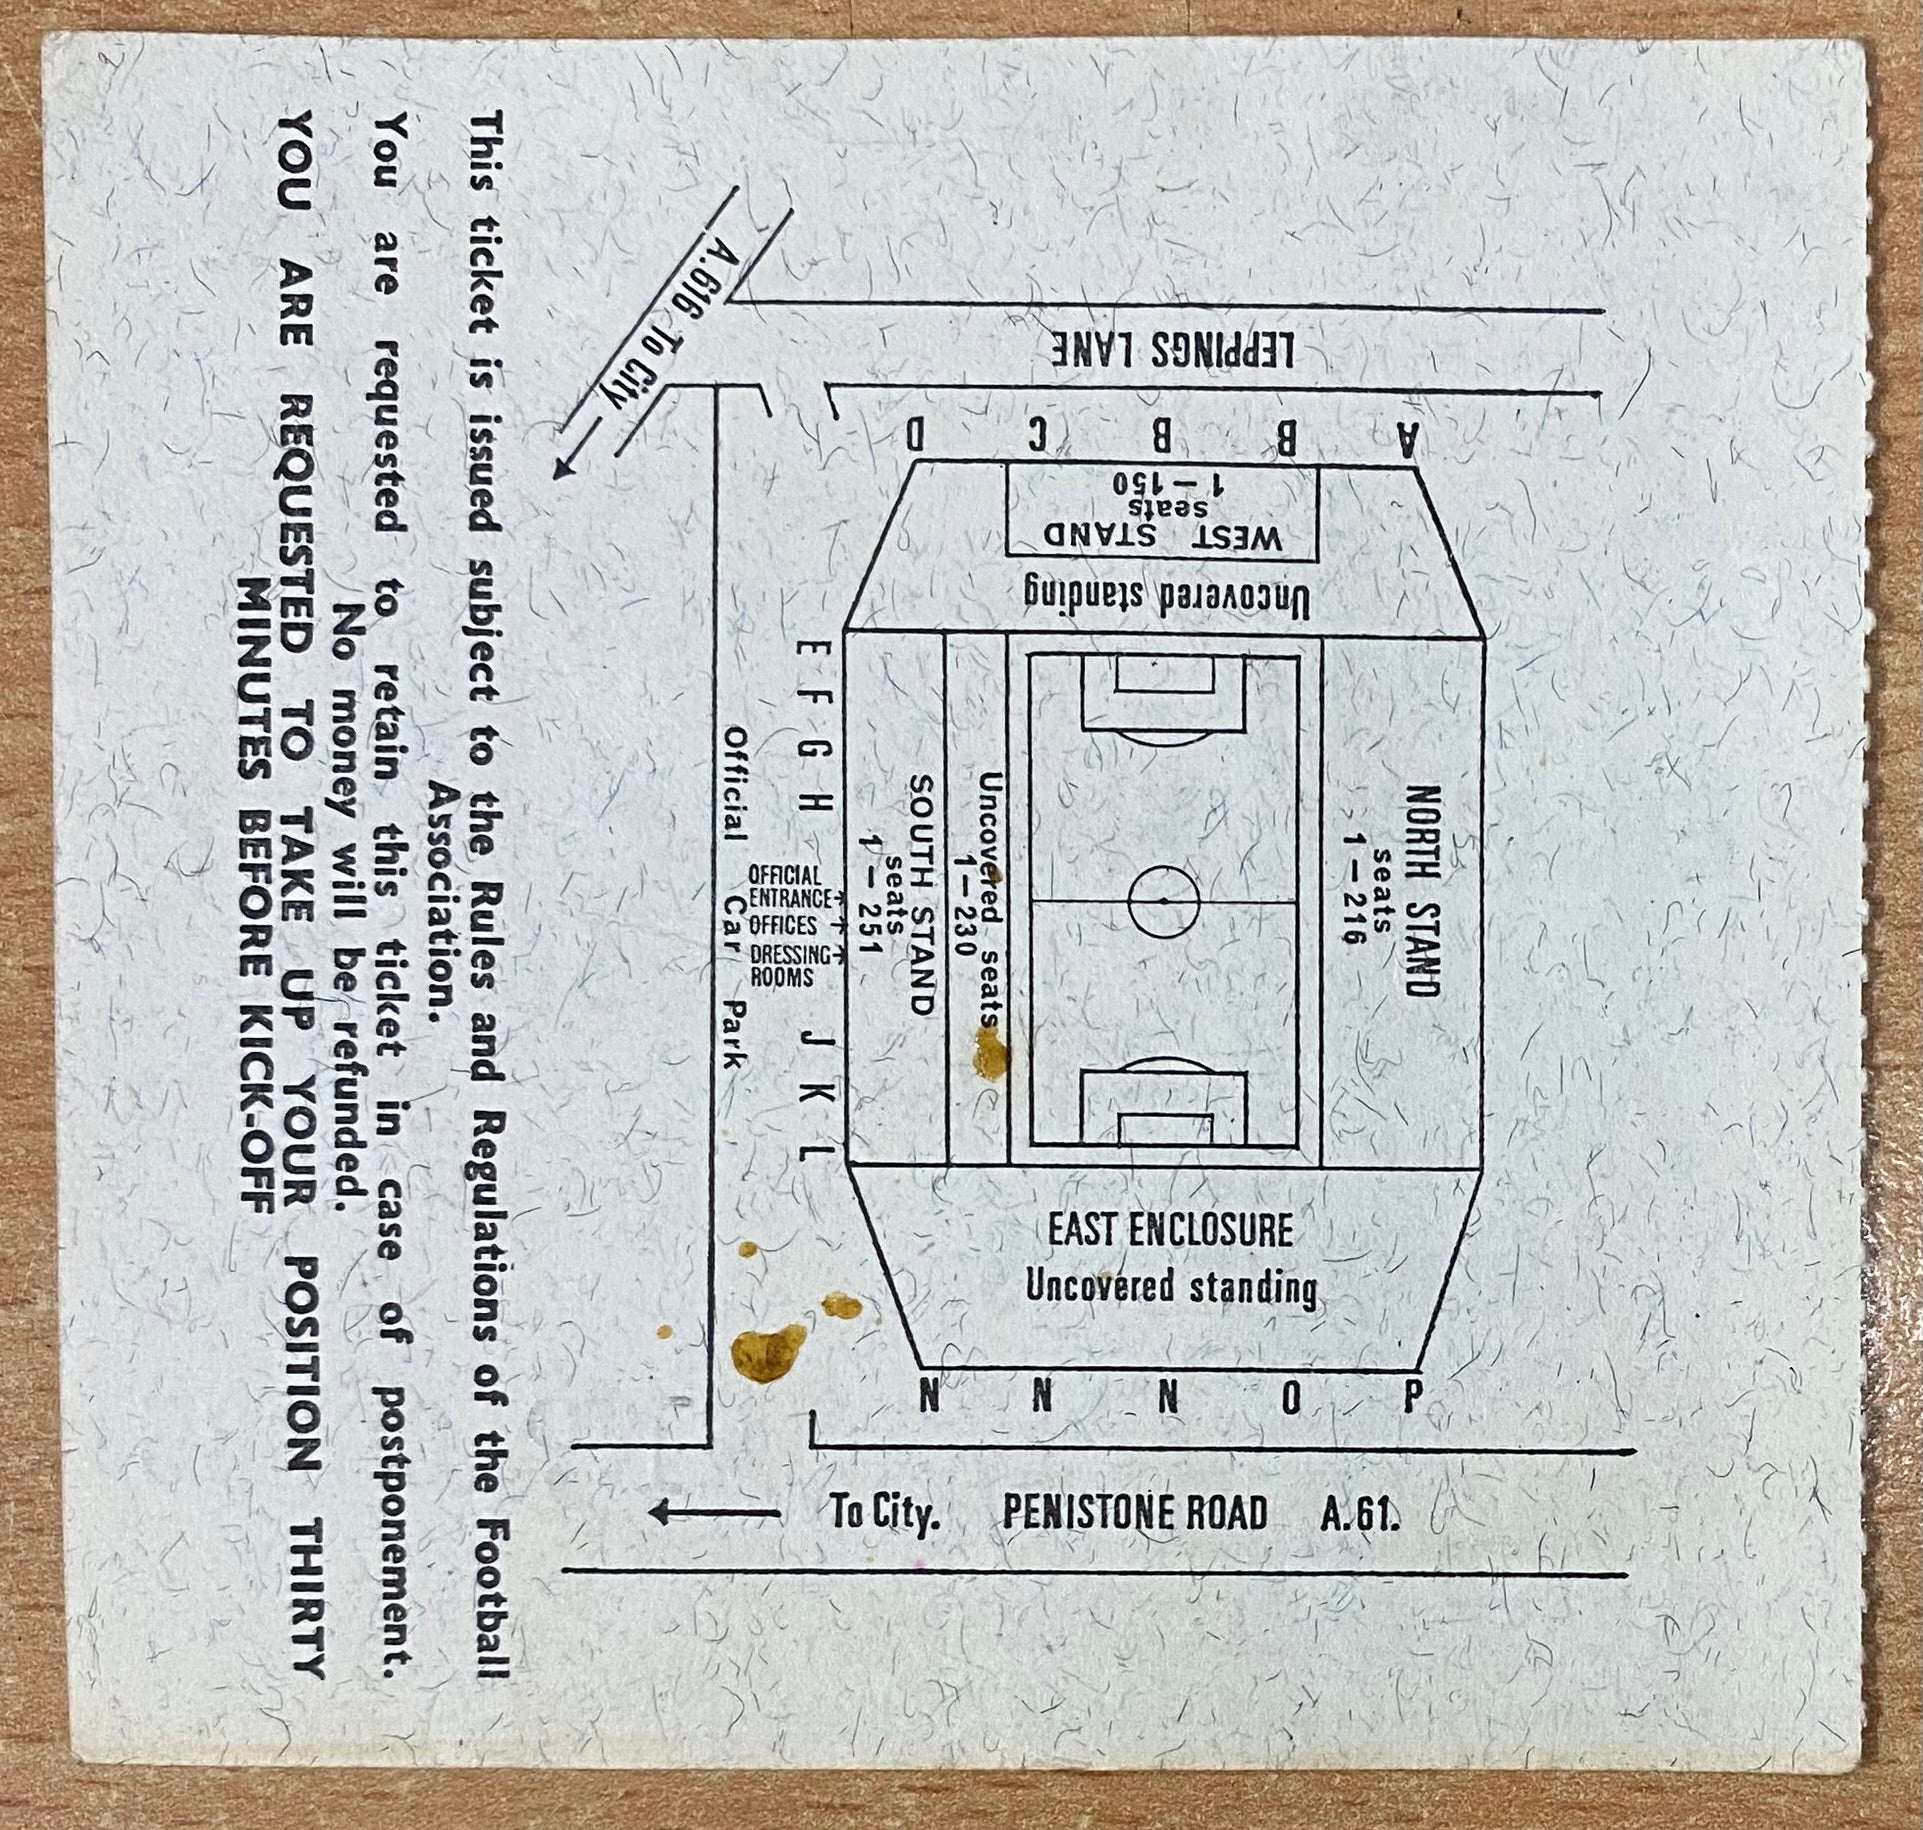 LEPPINGS LANE
A.616 To City
A B B C D
WEST STAND
seats
1 – 150
Uncovered standing
NORTH STAND
seats
1 – 216
Uncovered seats
1 – 230
SOUTH STAND
seats
1 – 251
E F G H J K L
OFFICIAL
ENTRANCE
OFFICES
DRESSING
ROOMS
Official Car Park
EAST ENCLOSURE
Uncovered standing
N N N O P
To City. PENISTONE ROAD A.61.
This ticket is issued subject to the Rules and Regulations of the Football
Association.
You are requested to retain this ticket in case of postponement.
No money will be refunded.
YOU ARE REQUESTED TO TAKE UP YOUR POSITION THIRTY
MINUTES BEFORE KICK-OFF